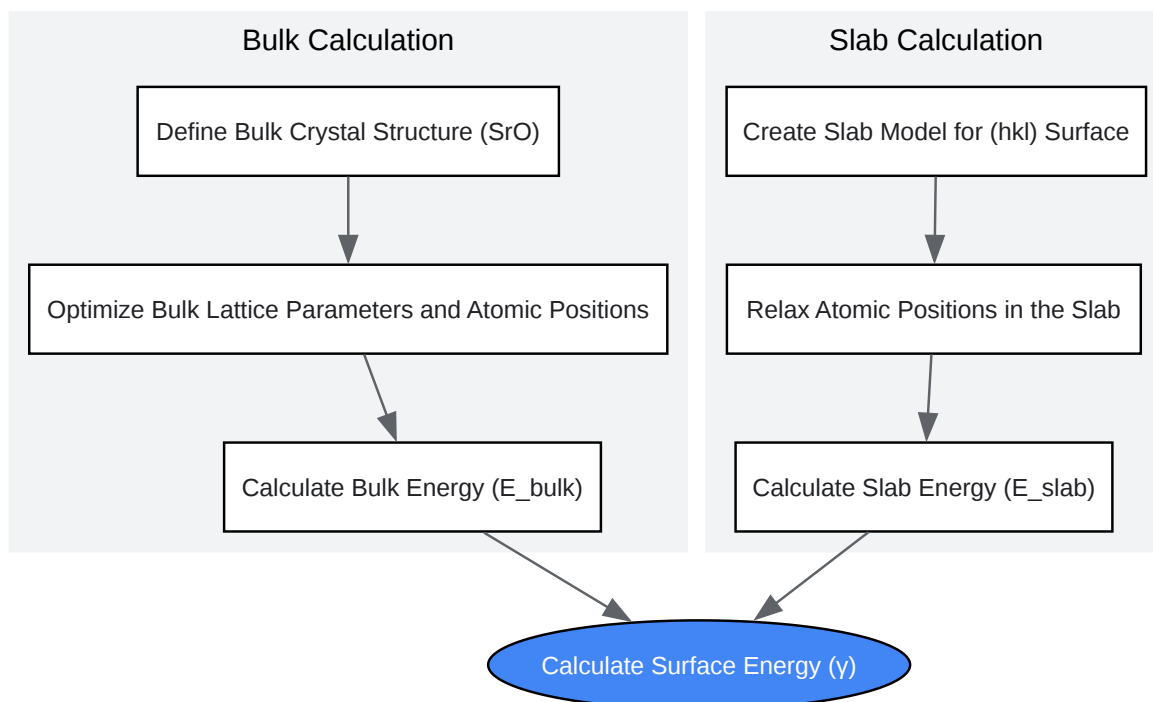 Bulk Calculation
Define Bulk Crystal Structure (SrO)
Optimize Bulk Lattice Parameters and Atomic Positions
Calculate Bulk Energy (E_bulk)
Slab Calculation
Create Slab Model for (hkl) Surface
Relax Atomic Positions in the Slab
Calculate Slab Energy (E_slab)
Calculate Surface Energy (γ)